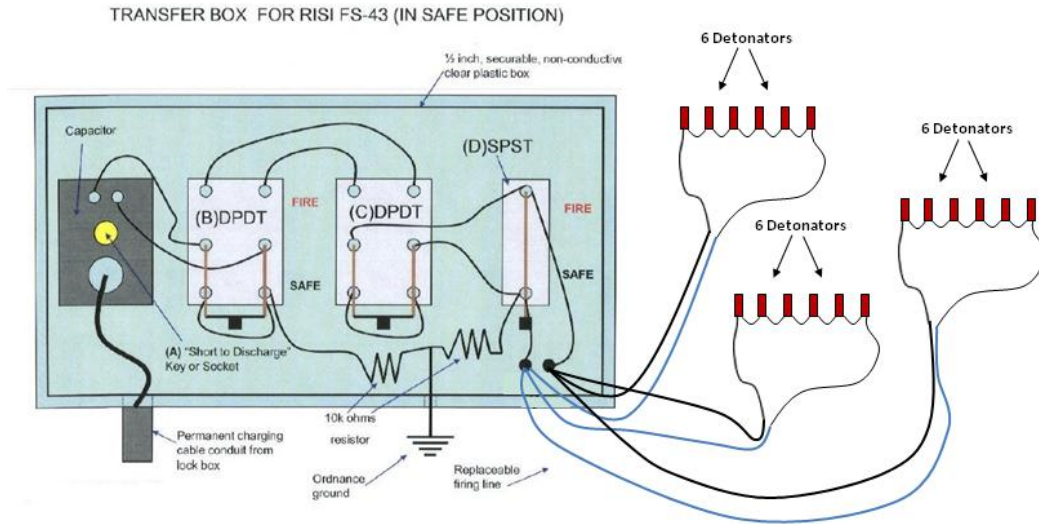 TRANSFER BOX FOR RISI FS-43 (IN SAFE POSITION)
½ inch, securable, non-conductive
clear plastic box
Capacitor
(B)DPDT
FIRE
SAFE
(C)DPDT
(D)SPST
FIRE
SAFE
(A) "Short to Discharge"
Key or Socket
10k ohms
resistor
Permanent charging
cable conduit from
lock box
Ordnance
ground
Replaceable
firing line
6 Detonators
6 Detonators
6 Detonators